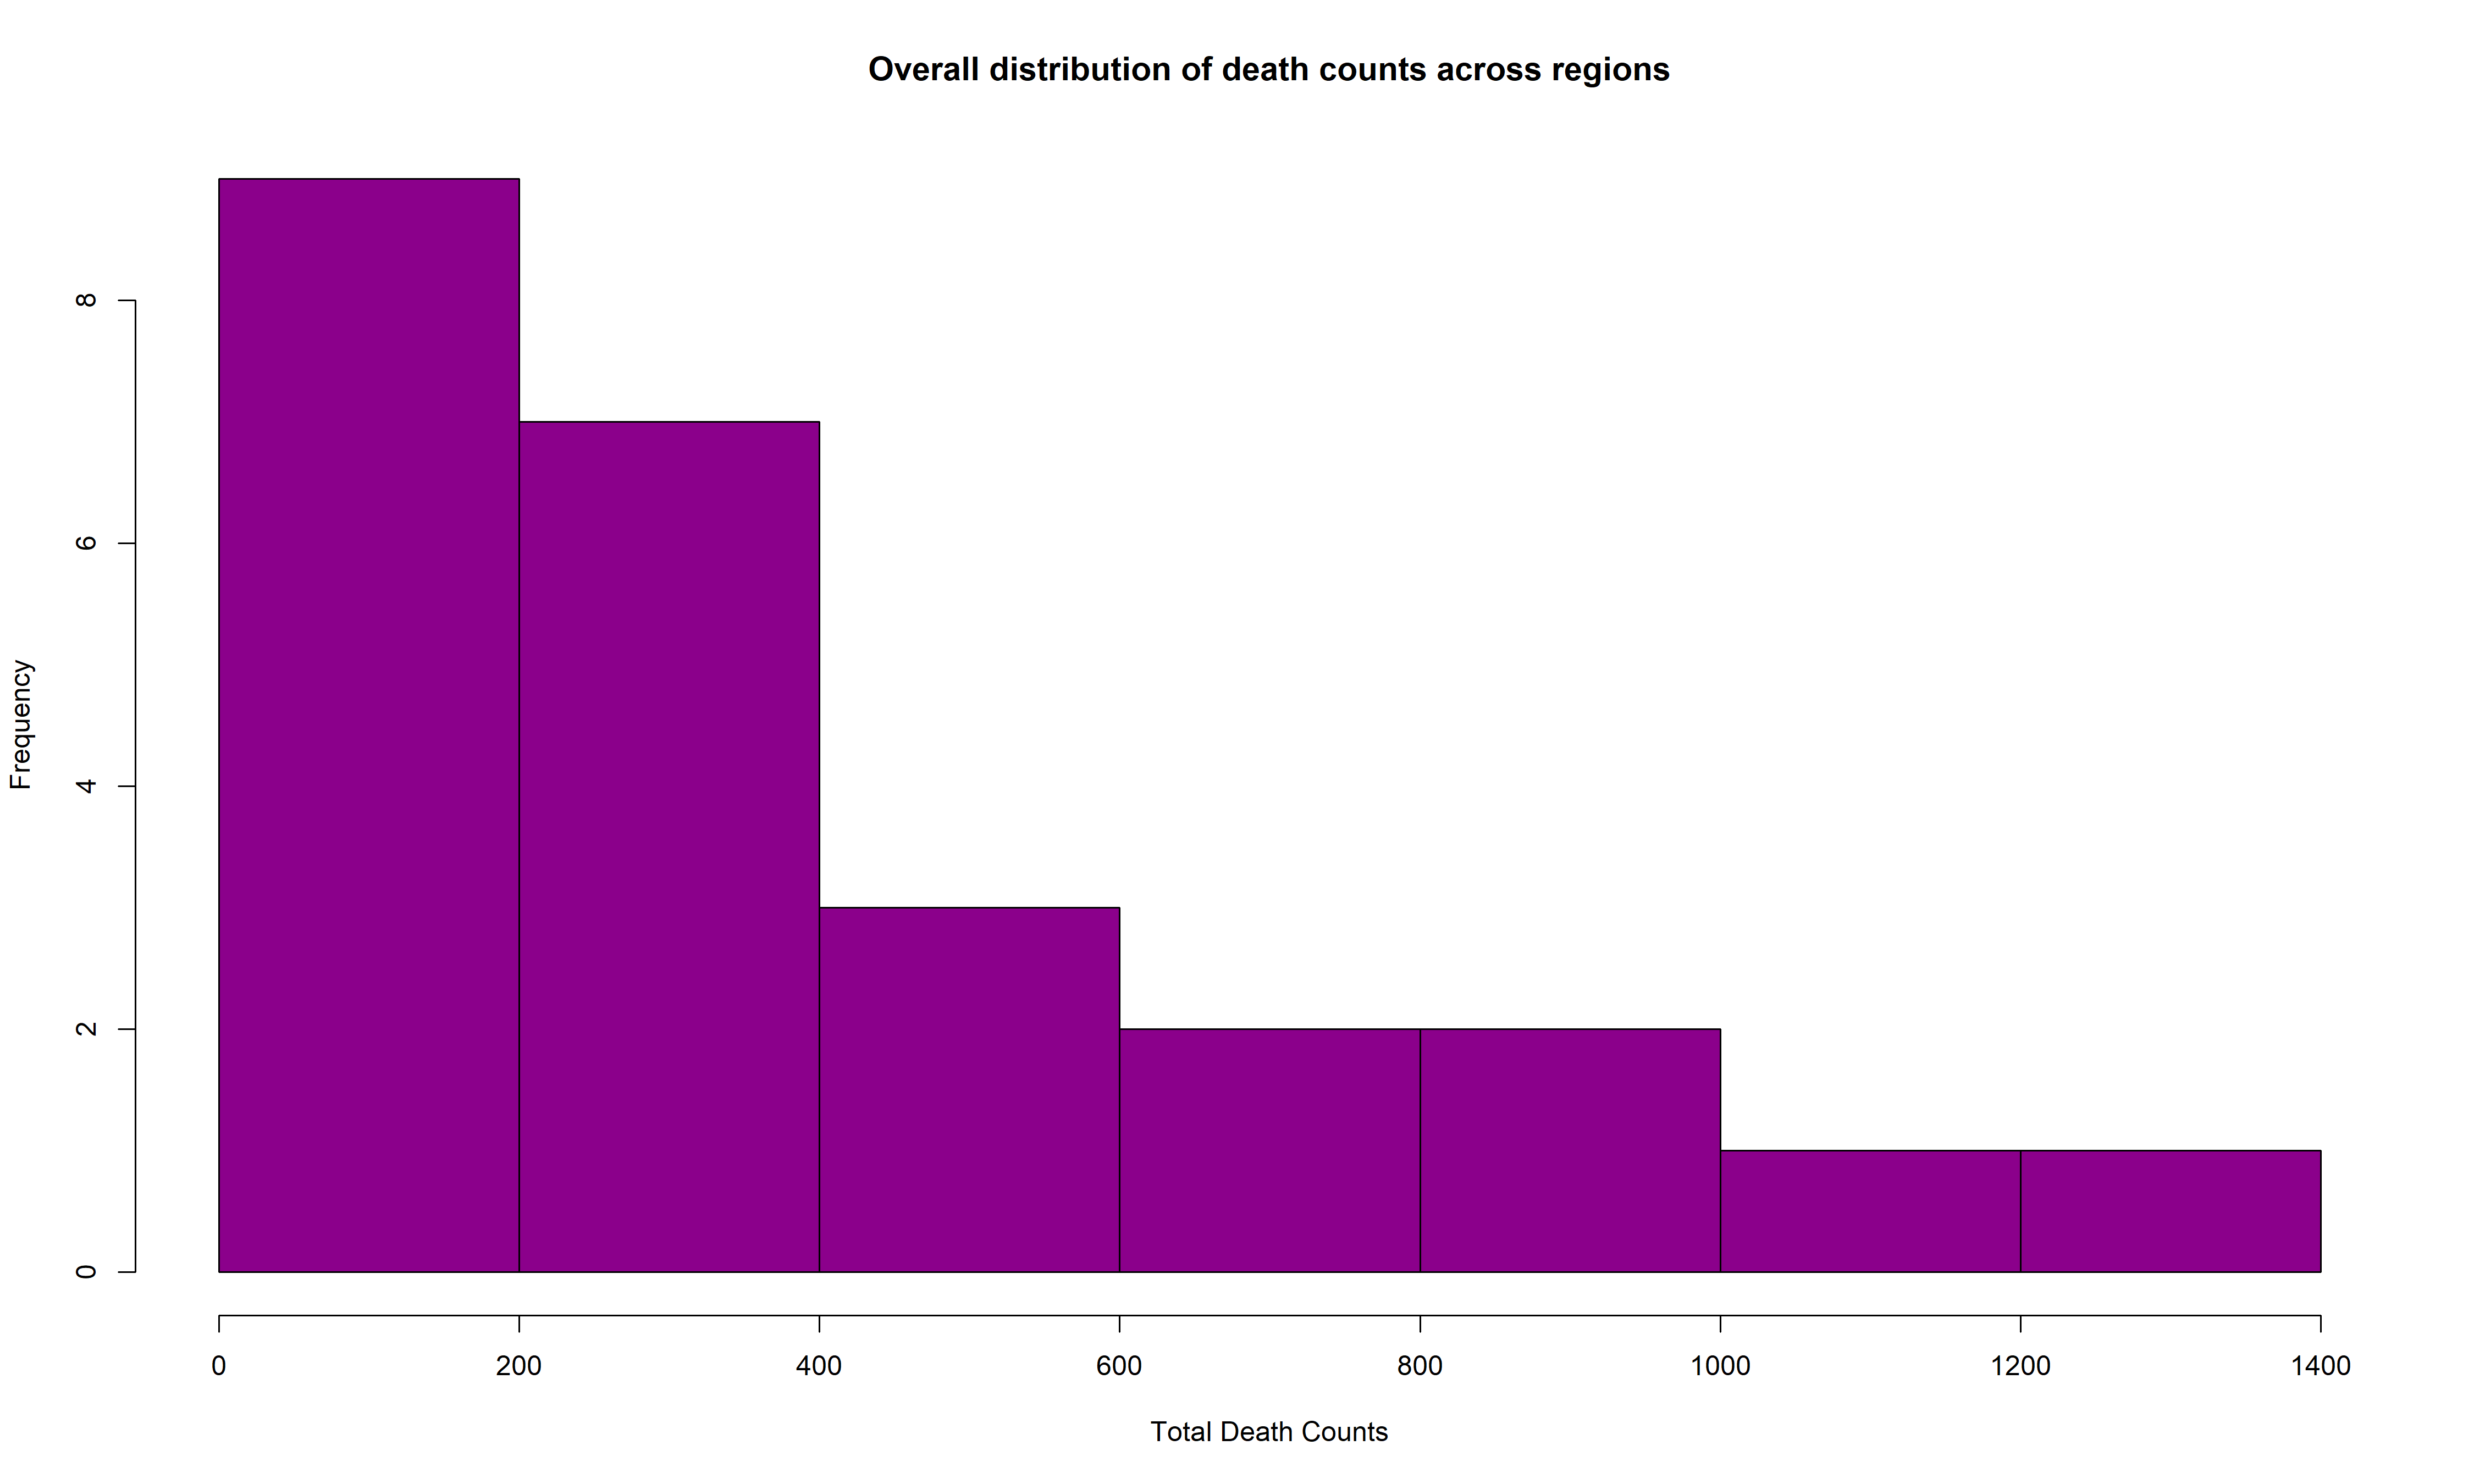 Overall distribution of death counts across regions
Frequency
8
6
4
2
0
0 200 400 600 800 1000 1200 1400
Total Death Counts